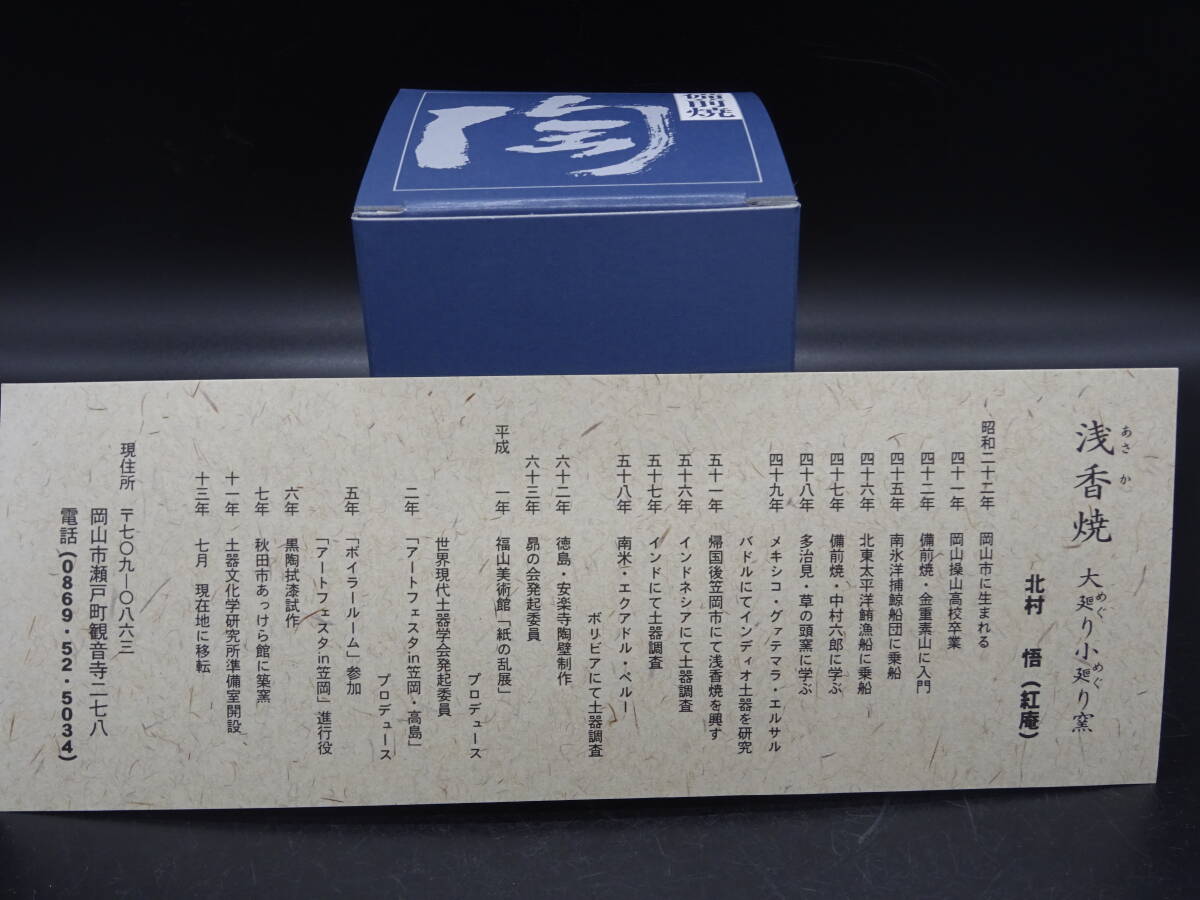 陶
備前焼
浅香焼 大廻り小廻り窯
あさか
めぐ
めぐ
北村 悟（紅庵）
昭和二十二年 岡山市に生まれる
四十一年 岡山操山高校卒業
四十二年 備前焼・金重素山に入門
四十五年 南氷洋捕鯨船団に乗船
四十六年 北東太平洋鮪漁船に乗船
四十七年 備前焼・中村六郎に学ぶ
四十八年 多治見・草の頭窯に学ぶ
四十九年 メキシコ・グァテマラ・エルサル
バドルにてインディオ土器を研究
五十一年 帰国後笠岡市にて浅香焼を興す
五十六年 インドネシアにて土器調査
五十七年 インドにて土器調査
五十八年 南米・エクアドル・ペルー
ボリビアにて土器調査
六十二年 徳島・安楽寺陶壁制作
六十三年 昴の会発起委員
平成 一年 福山美術館「紙の乱展」
プロデュース
世界現代土器学会発起委員
二年 「アートフェスタin笠岡・高島」
プロデュース
五年 「ボイラールーム」参加
「アートフェスタin笠岡」進行役
六年 黒陶拭漆試作
七年 秋田市あっけら館に築窯
十一年 土器文化学研究所準備室開設
十三年 七月 現在地に移転
現住所 〒七〇九-〇八六三
岡山市瀬戸町観音寺二七八
電話（0869・52・5034）